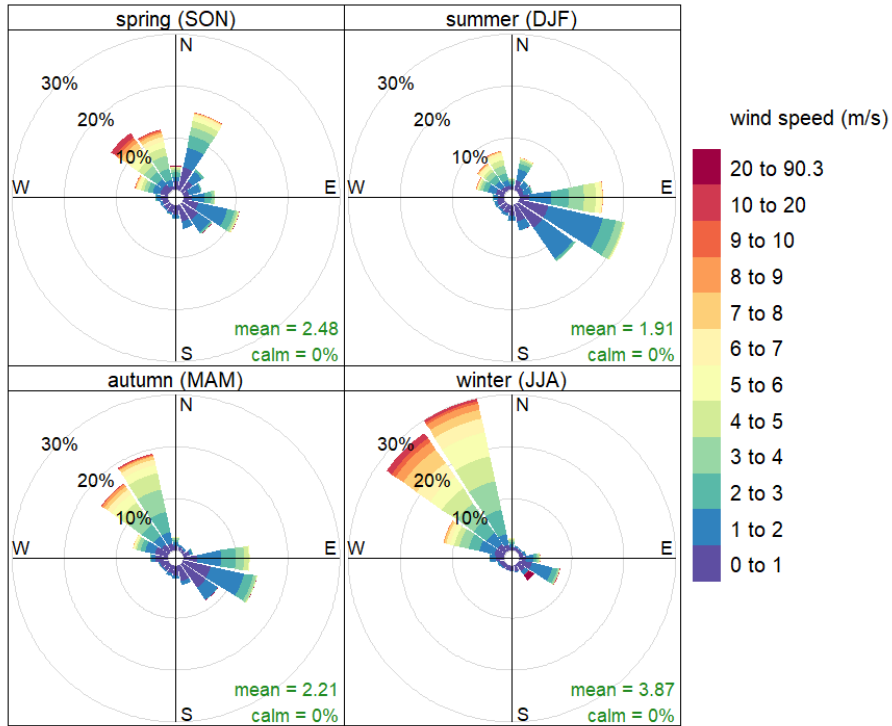 spring (SON)
N
30%
20%
10%
W
E
S
mean = 2.48
calm = 0%
summer (DJF)
N
30%
20%
10%
W
E
S
mean = 1.91
calm = 0%
autumn (MAM)
N
30%
20%
10%
W
E
S
mean = 2.21
calm = 0%
winter (JJA)
N
30%
20%
10%
W
E
S
mean = 3.87
calm = 0%
wind speed (m/s)
20 to 90.3
10 to 20
9 to 10
8 to 9
7 to 8
6 to 7
5 to 6
4 to 5
3 to 4
2 to 3
1 to 2
0 to 1